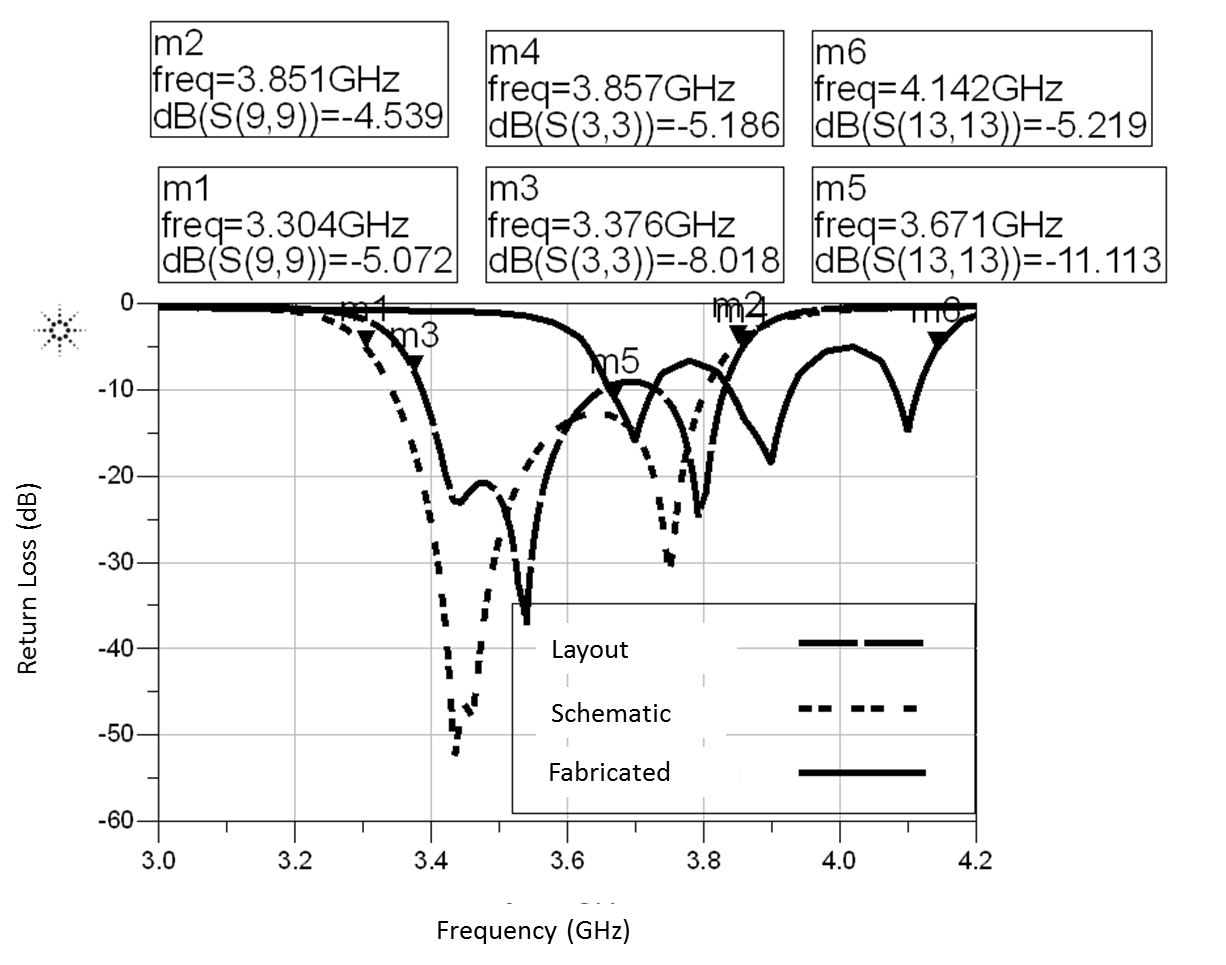 m2
freq=3.851GHz
dB(S(9,9))=-4.539
m4
freq=3.857GHz
dB(S(3,3))=-5.186
m6
freq=4.142GHz
dB(S(13,13))=-5.219
m1
freq=3.304GHz
dB(S(9,9))=-5.072
m3
freq=3.376GHz
dB(S(3,3))=-8.018
m5
freq=3.671GHz
dB(S(13,13))=-11.113
m1
m3
m5
m2
m4
m6
0
-10
-20
-30
-40
-50
-60
Return Loss (dB)
Layout
Schematic
Fabricated
3.0 3.2 3.4 3.6 3.8 4.0 4.2
Frequency (GHz)